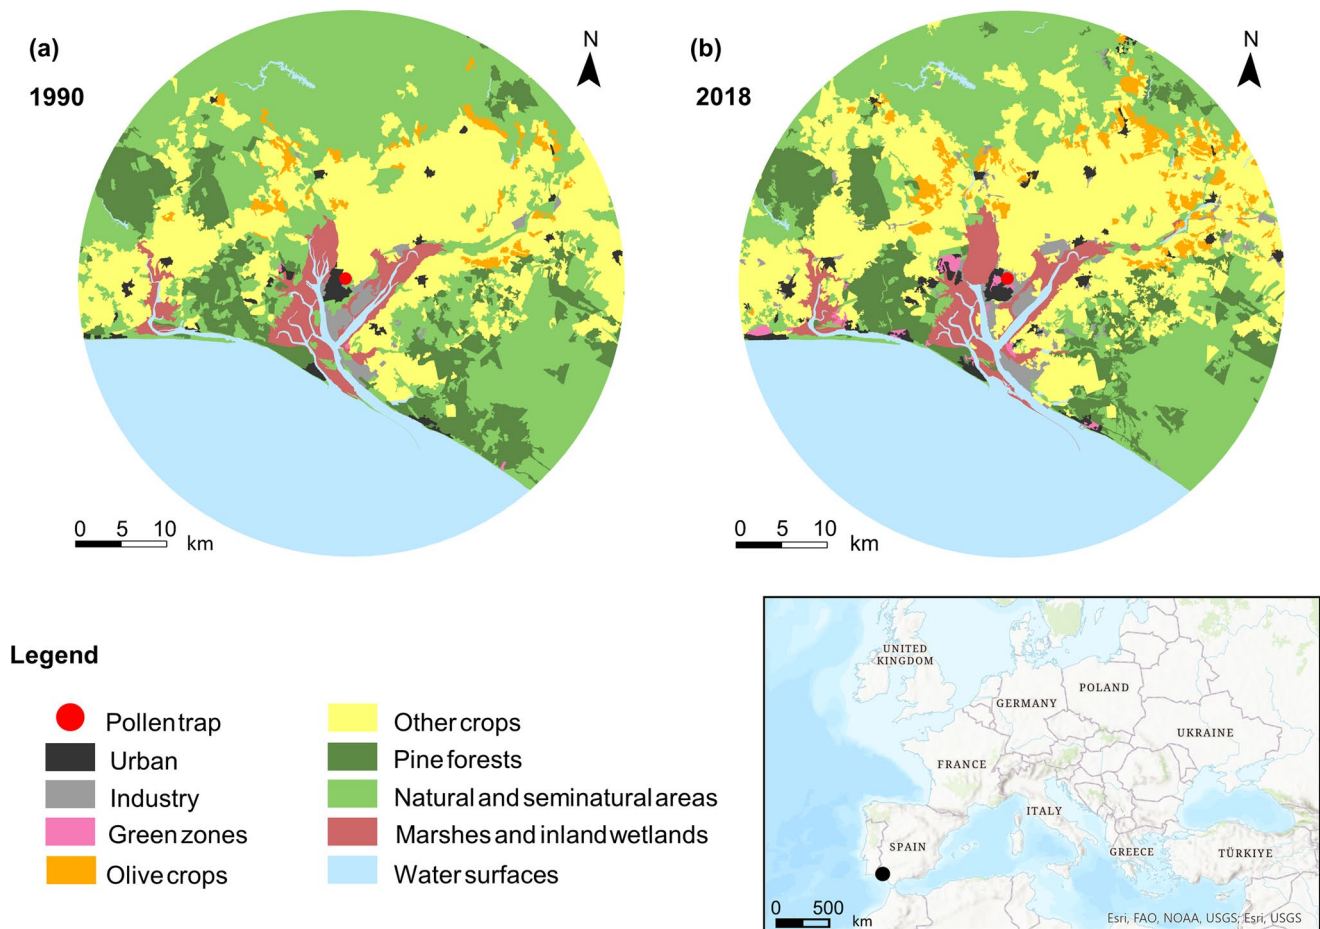 (a)
1990
N
0 5 10
km
(b)
2018
N
0 5 10
km
Legend
Pollen trap
Urban
Industry
Green zones
Olive crops
Other crops
Pine forests
Natural and seminatural areas
Marshes and inland wetlands
Water surfaces
UNITED
KINGDOM
POLAND
GERMANY
UKRAINE
FRANCE
ITALY
SPAIN
GREECE
TÜRKIYE
0 500
km
Esri, FAO, NOAA, USGS; Esri, USGS